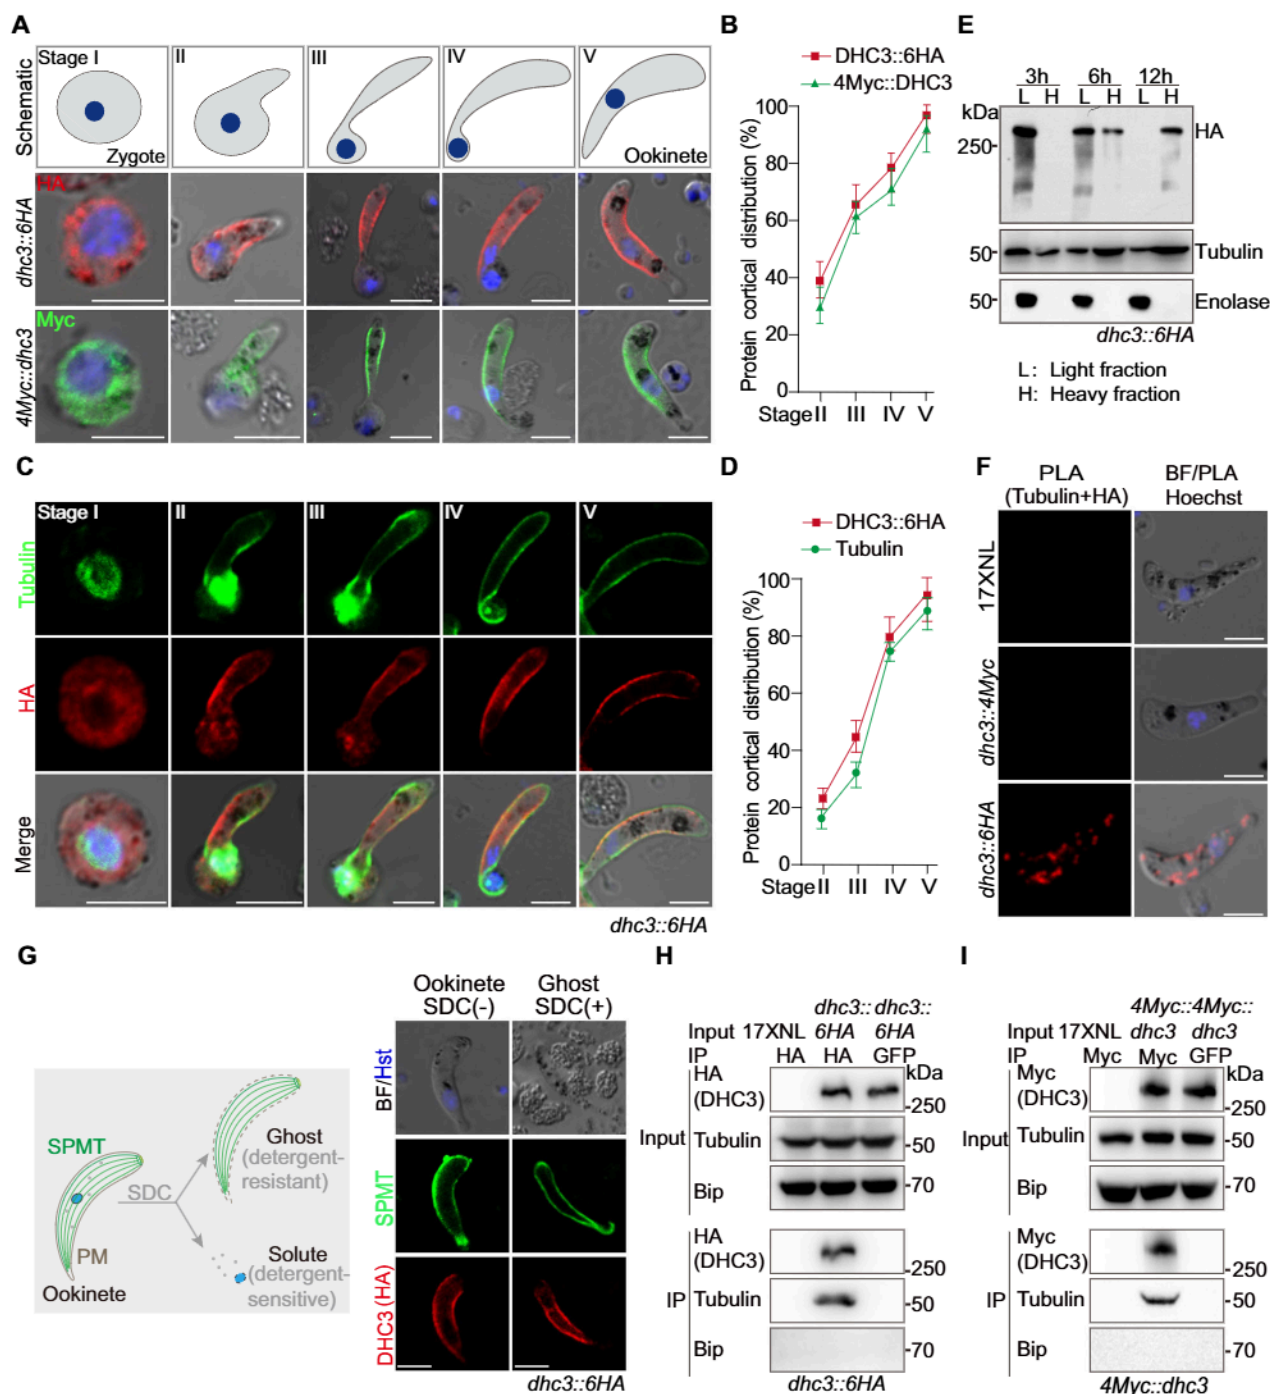 A
Schematic
Stage I
II
III
IV
V
Zygote
Ookinete
HA
dhc3::6HA
Myc
4Myc::dhc3
B
DHC3::6HA
4Myc::DHC3
Protein cortical distribution (%)
100
80
60
40
20
0
Stage II III IV V
E
3h 6h 12h
L H L H L H
kDa
250-
HA
50-
Tubulin
50-
Enolase
dhc3::6HA
L: Light fraction
H: Heavy fraction
C
Stage I
II
III
IV
V
Tubulin
HA
Merge
dhc3::6HA
D
DHC3::6HA
Tubulin
Protein cortical distribution (%)
100
80
60
40
20
0
Stage II III IV V
F
PLA
(Tubulin+HA)
BF/PLA
Hoechst
17XNL
dhc3::4Myc
dhc3::6HA
G
SPMT
SDC
PM
Ookinete
Ghost
(detergent-
resistant)
Solute
(detergent-
sensitive)
Ookinete
SDC(-)
Ghost
SDC(+)
BF/Hst
SPMT
DHC3 (HA)
dhc3::6HA
H
dhc3:: dhc3::
Input 17XNL 6HA 6HA
IP HA HA GFP
kDa
HA
(DHC3)
-250
Input
Tubulin
-50
Bip
-70
HA
(DHC3)
-250
IP
Tubulin
-50
Bip
-70
dhc3::6HA
I
4Myc:: 4Myc::
Input 17XNL dhc3 dhc3
IP Myc Myc GFP
kDa
Myc
(DHC3)
-250
Input
Tubulin
-50
Bip
-70
Myc
(DHC3)
-250
IP
Tubulin
-50
Bip
-70
4Myc::dhc3